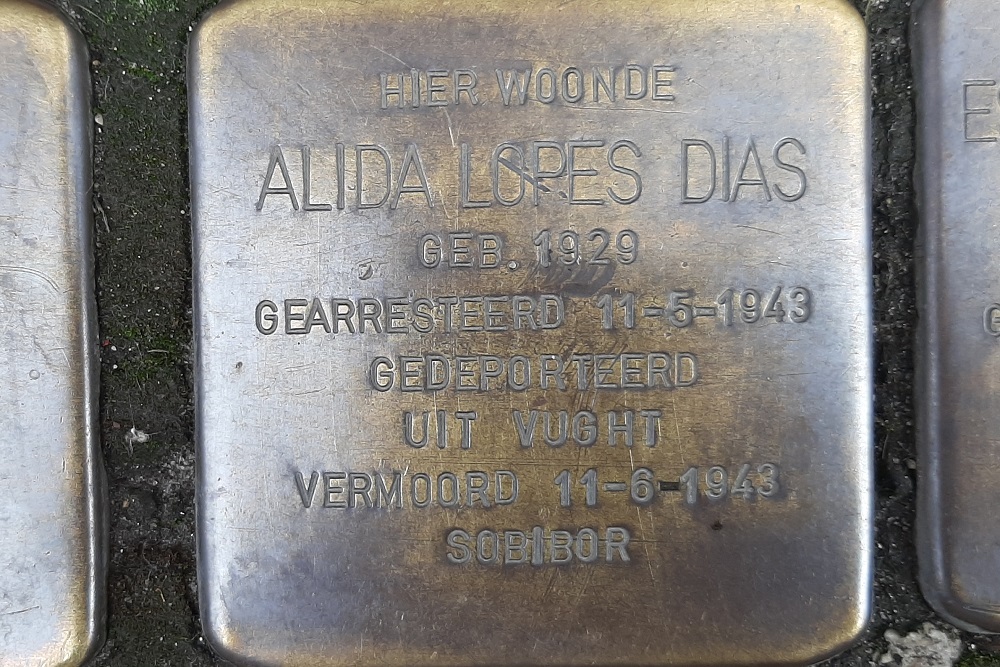 HIER WOONDE
ALIDA LOPES DIAS
GEB. 1929
GEARRESTEERD 11-5-1943
GEDEPORTEERD
UIT VUGHT
VERMOORD 11-6-1943
SOBIBOR